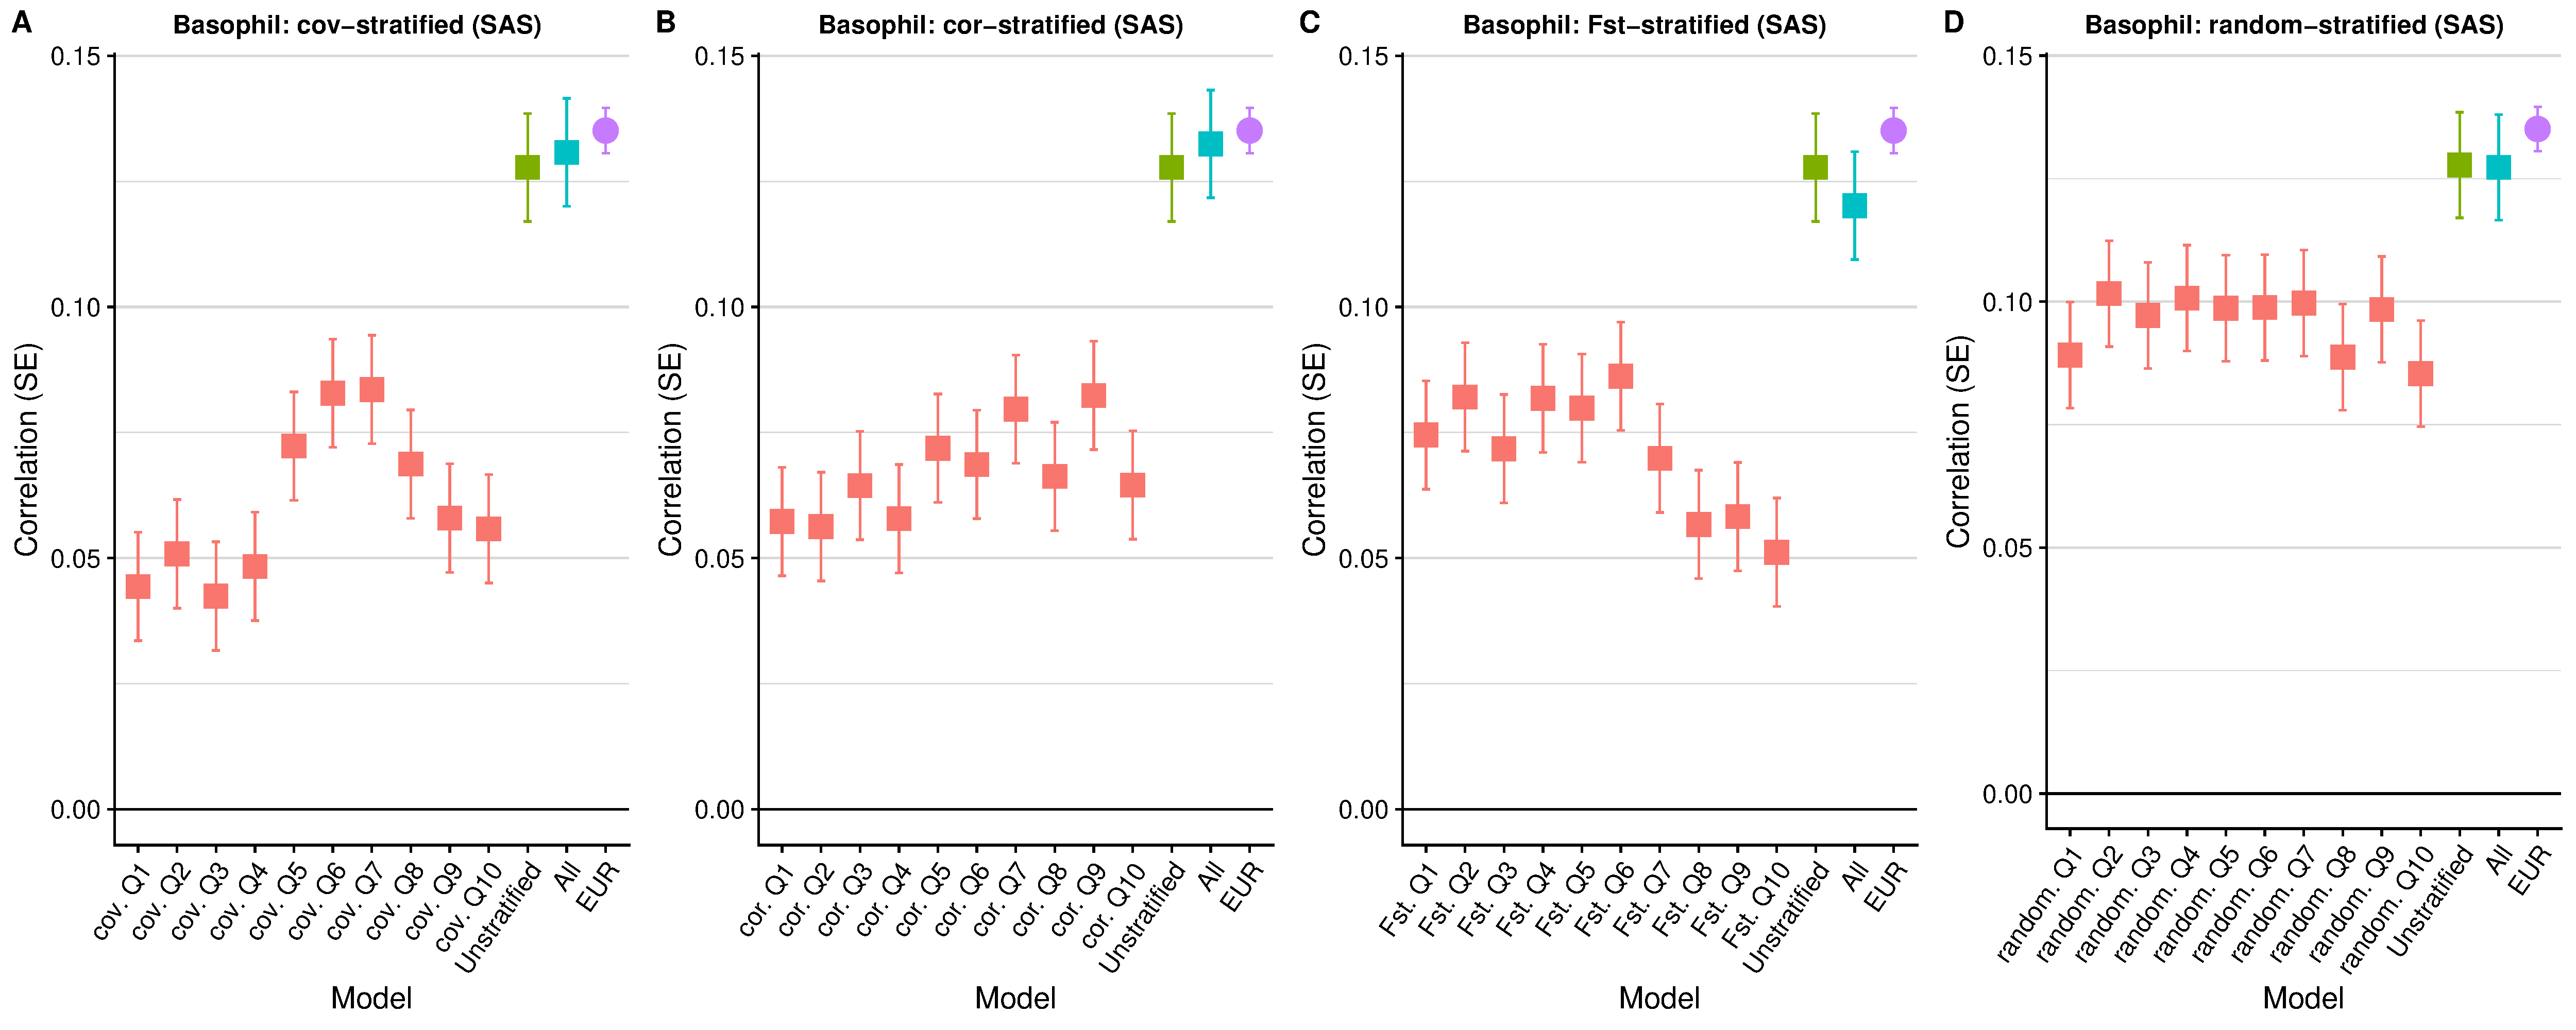 A
Basophil: cov−stratified (SAS)
Correlation (SE)
0.15
0.10
0.05
0.00
cov. Q1
cov. Q2
cov. Q3
cov. Q4
cov. Q5
cov. Q6
cov. Q7
cov. Q8
cov. Q9
cov. Q10
Unstratified
All
EUR
Model
B
Basophil: cor−stratified (SAS)
Correlation (SE)
0.15
0.10
0.05
0.00
cor. Q1
cor. Q2
cor. Q3
cor. Q4
cor. Q5
cor. Q6
cor. Q7
cor. Q8
cor. Q9
cor. Q10
Unstratified
All
EUR
Model
C
Basophil: Fst−stratified (SAS)
Correlation (SE)
0.15
0.10
0.05
0.00
Fst. Q1
Fst. Q2
Fst. Q3
Fst. Q4
Fst. Q5
Fst. Q6
Fst. Q7
Fst. Q8
Fst. Q9
Fst. Q10
Unstratified
All
EUR
Model
D
Basophil: random−stratified (SAS)
Correlation (SE)
0.15
0.10
0.05
0.00
random. Q1
random. Q2
random. Q3
random. Q4
random. Q5
random. Q6
random. Q7
random. Q8
random. Q9
random. Q10
Unstratified
All
EUR
Model